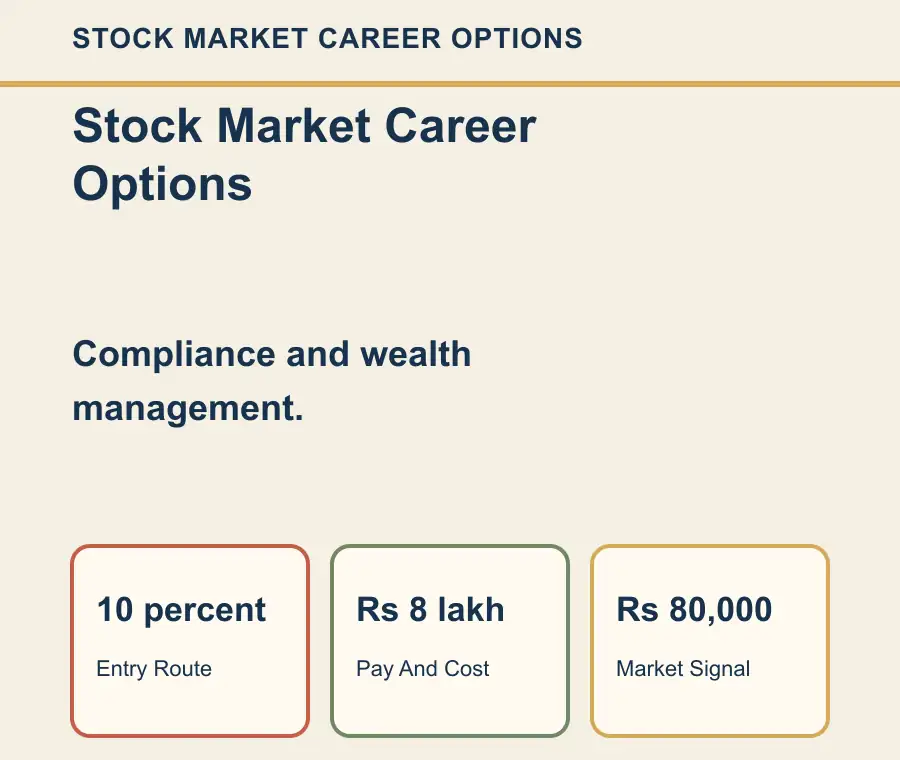 STOCK MARKET CAREER OPTIONS
Stock Market Career
Options
Compliance and wealth
management.
10 percent
Entry Route
Rs 8 lakh
Pay And Cost
Rs 80,000
Market Signal